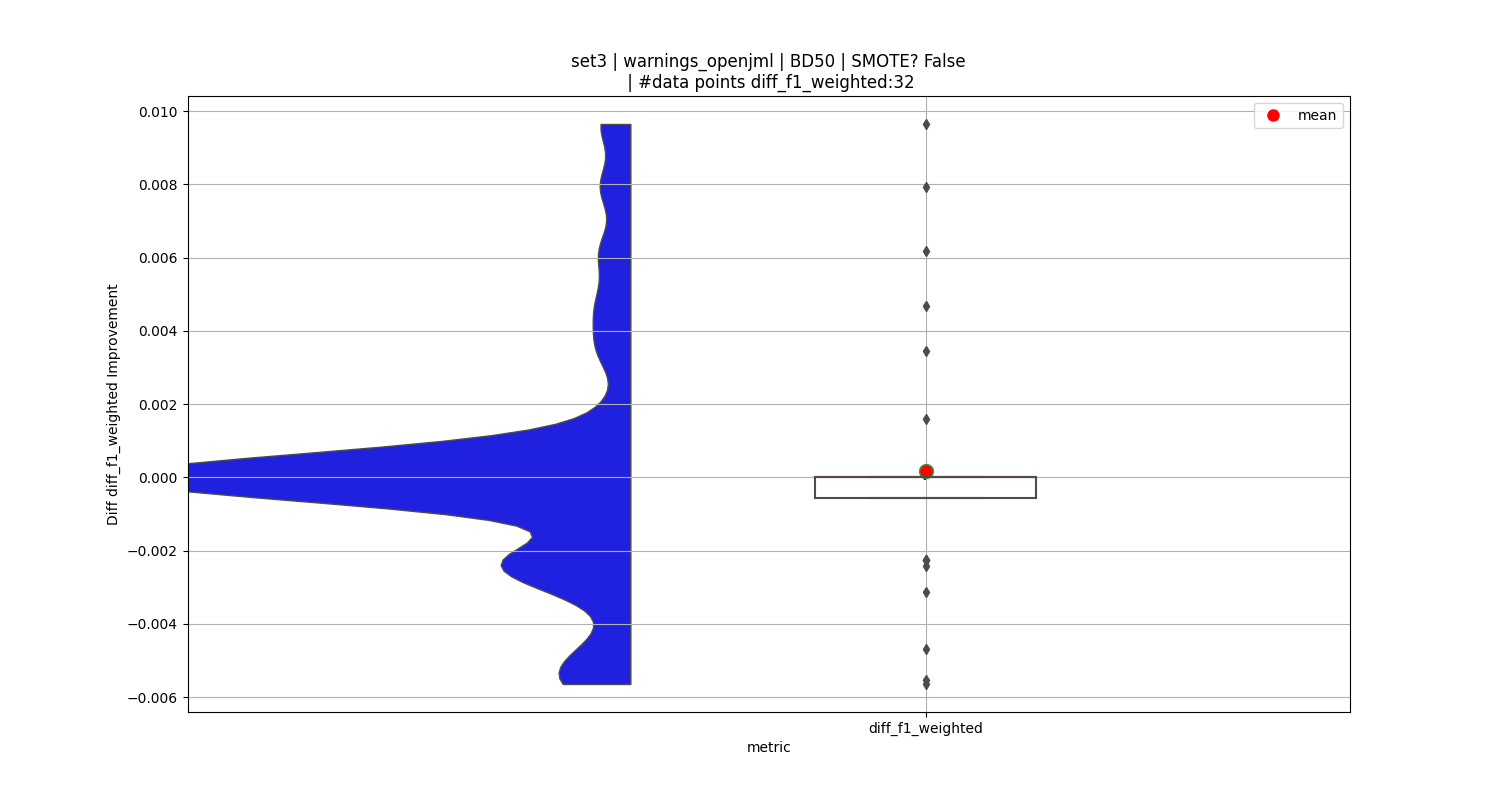 set3 | warnings_openjml | BD50 | SMOTE? False
| #data points diff_f1_weighted:32
mean
Diff diff_f1_weighted Improvement
0.010
0.008
0.006
0.004
0.002
0.000
−0.002
−0.004
−0.006
diff_f1_weighted
metric